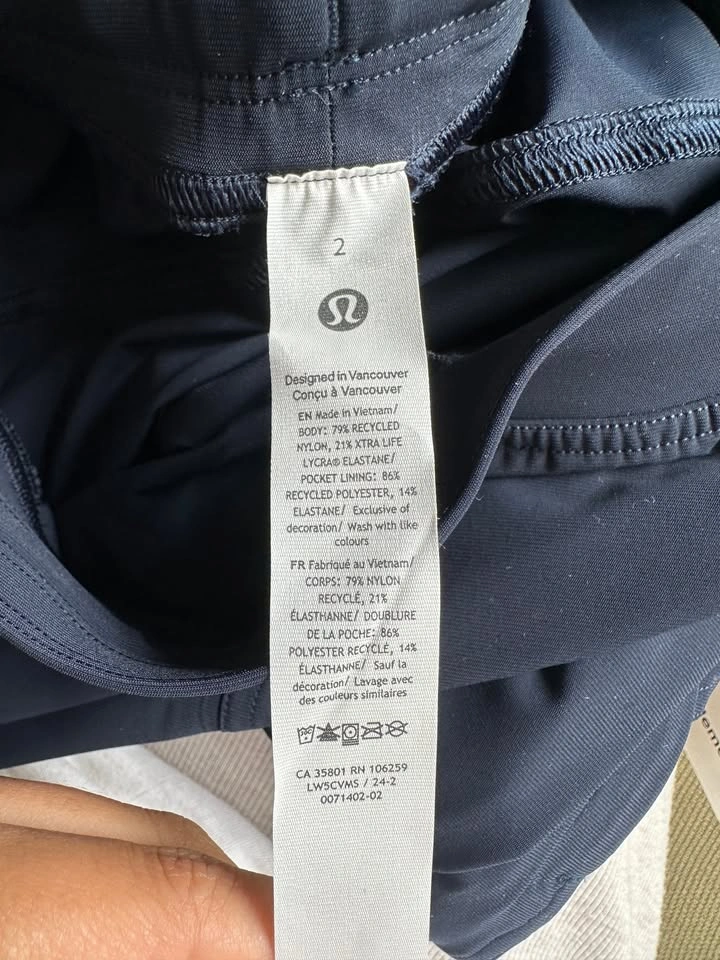 2
Designed in Vancouver
Conçu à Vancouver
EN Made in Vietnam/
BODY: 79% RECYCLED
NYLON, 21% XTRA LIFE
LYCRA® ELASTANE/
POCKET LINING: 86%
RECYCLED POLYESTER, 14%
ELASTANE/ Exclusive of
decoration/ Wash with like
colours
FR Fabriqué au Vietnam/
CORPS: 79% NYLON
RECYCLÉ, 21%
ÉLASTHANNE/ DOUBLURE
DE LA POCHE: 86%
POLYESTER RECYCLÉ, 14%
ÉLASTHANNE/ Sauf la
décoration/ Lavage avec
des couleurs similaires
CA 35801 RN 106259
LW5CVMS / 24-2
0071402-02